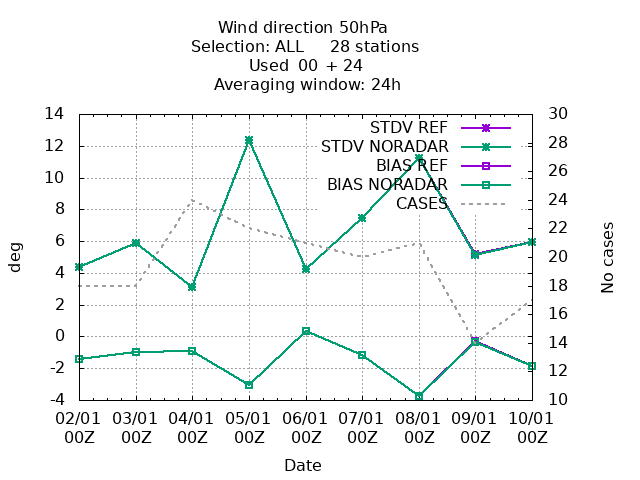 Wind direction 50hPa
Selection: ALL     28 stations
Used  00  + 24
Averaging window: 24h
14 30
STDV REF
12 28
STDV NORADAR
BIAS REF
10 26
BIAS NORADAR
CASES
8 24
6 22
4 20
2 18
0 16
-2 14
-4 12
10
deg
No cases
02/01 03/01 04/01 05/01 06/01 07/01 08/01 09/01 10/01
00Z 00Z 00Z 00Z 00Z 00Z 00Z 00Z 00Z
Date